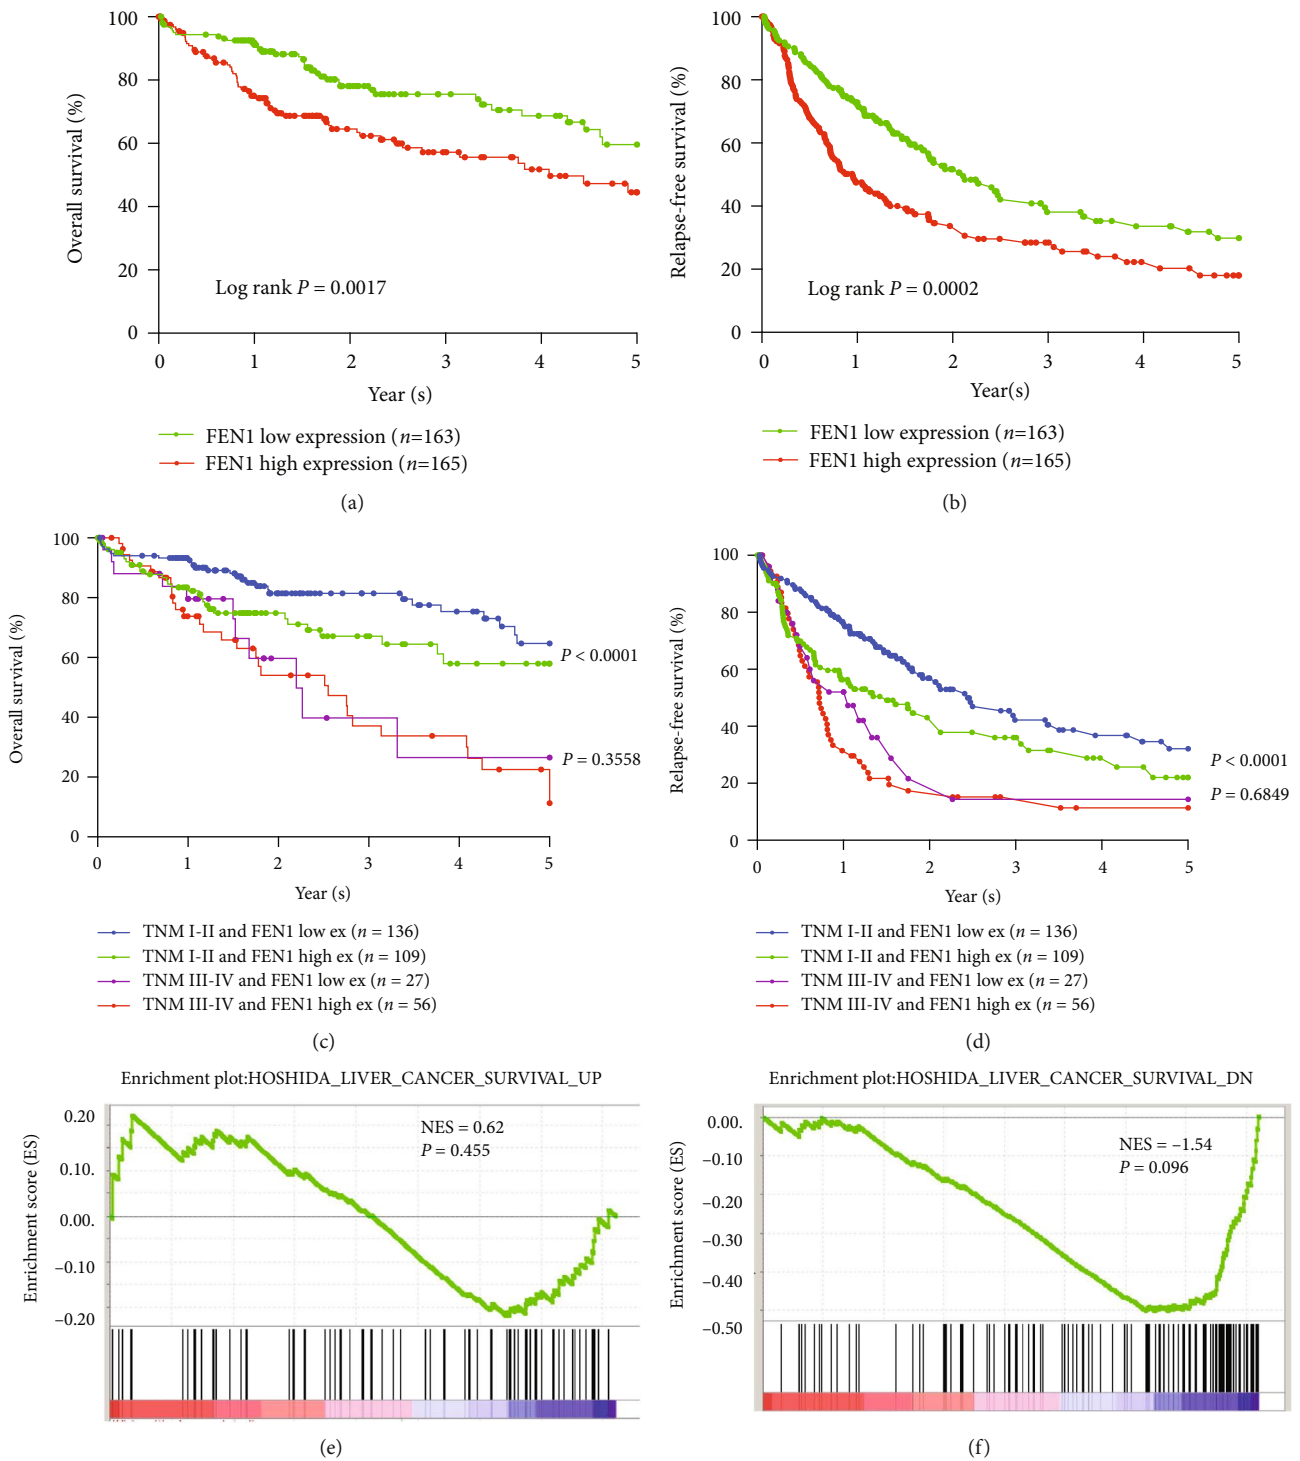 100
80
60
40
20
0
Overall survival (%)
Log rank P = 0.0017
0 1 2 3 4 5
Year (s)
FEN1 low expression (n=163)
FEN1 high expression (n=165)
(a)
100
80
60
40
20
0
Relapse-free survival (%)
Log rank P = 0.0002
0 1 2 3 4 5
Year(s)
FEN1 low expression (n=163)
FEN1 high expression (n=165)
(b)
100
80
60
40
20
0
Overall survival (%)
P < 0.0001
P = 0.3558
0 1 2 3 4 5
Year (s)
TNM I-II and FEN1 low ex (n = 136)
TNM I-II and FEN1 high ex (n = 109)
TNM III-IV and FEN1 low ex (n = 27)
TNM III-IV and FEN1 high ex (n = 56)
(c)
100
80
60
40
20
0
Relapse-free survival (%)
P < 0.0001
P = 0.6849
0 1 2 3 4 5
Year (s)
TNM I-II and FEN1 low ex (n = 136)
TNM I-II and FEN1 high ex (n = 109)
TNM III-IV and FEN1 low ex (n = 27)
TNM III-IV and FEN1 high ex (n = 56)
(d)
Enrichment plot:HOSHIDA_LIVER_CANCER_SURVIVAL_UP
0.20
0.10.
0.00.
−0.10
−0.20
Enrichment score (ES)
NES = 0.62
P = 0.455
(e)
Enrichment plot:HOSHIDA_LIVER_CANCER_SURVIVAL_DN
0.00.
−0.10
−0.20
−0.30
−0.40
−0.50
Enrichment score (ES)
NES = −1.54
P = 0.096
(f)